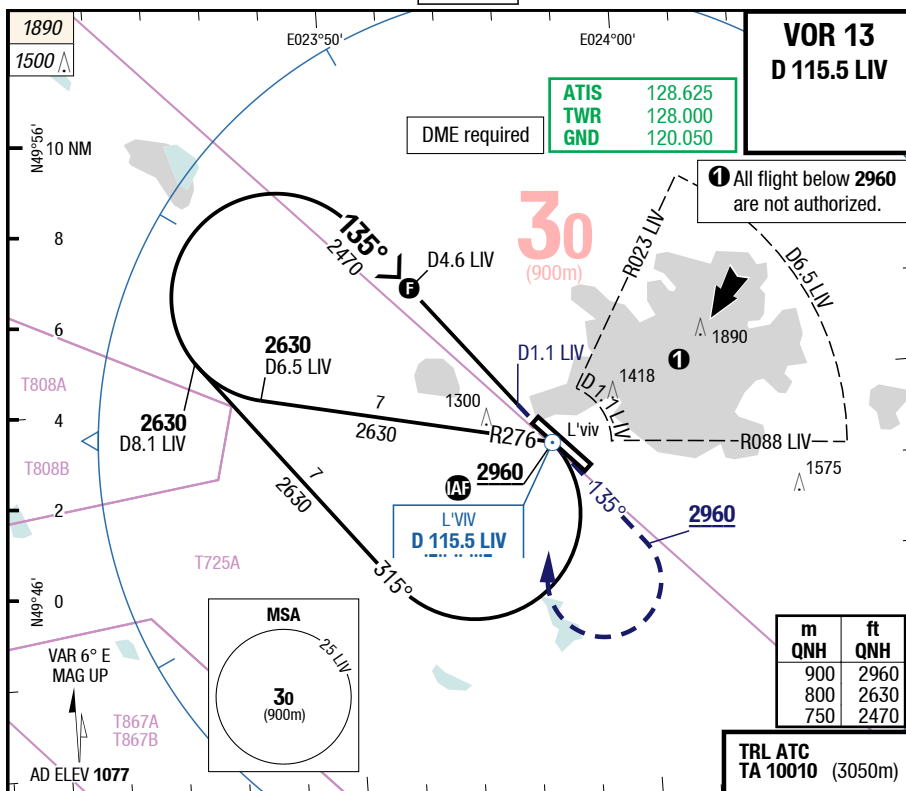 1890
1500
E023°50'
E024°00'
VOR 13
D 115.5 LIV
ATIS 128.625
TWR 128.000
GND 120.050
DME required
N49°56'
10 NM
1 All flight below 2960
are not authorized.
30
(900m)
135°
2470
F
D4.6 LIV
R023 LIV
D6.5 LIV
8
6
4
2
0
1890
1
1418
D1.1 LIV
D1.1 LIV
2630
D6.5 LIV
T808A
2630
D8.1 LIV
7
2630
1300
R276
L'viv
R088 LIV
1575
T808B
7
2630
IAF
2960
L'VIV
D 115.5 LIV
135°
2960
T725A
315°
N49°46'
MSA
25 LIV
30
(900m)
VAR 6° E
MAG UP
T867A
T867B
AD ELEV 1077
m ft
QNH QNH
900 2960
800 2630
750 2470
TRL ATC
TA 10010 (3050m)